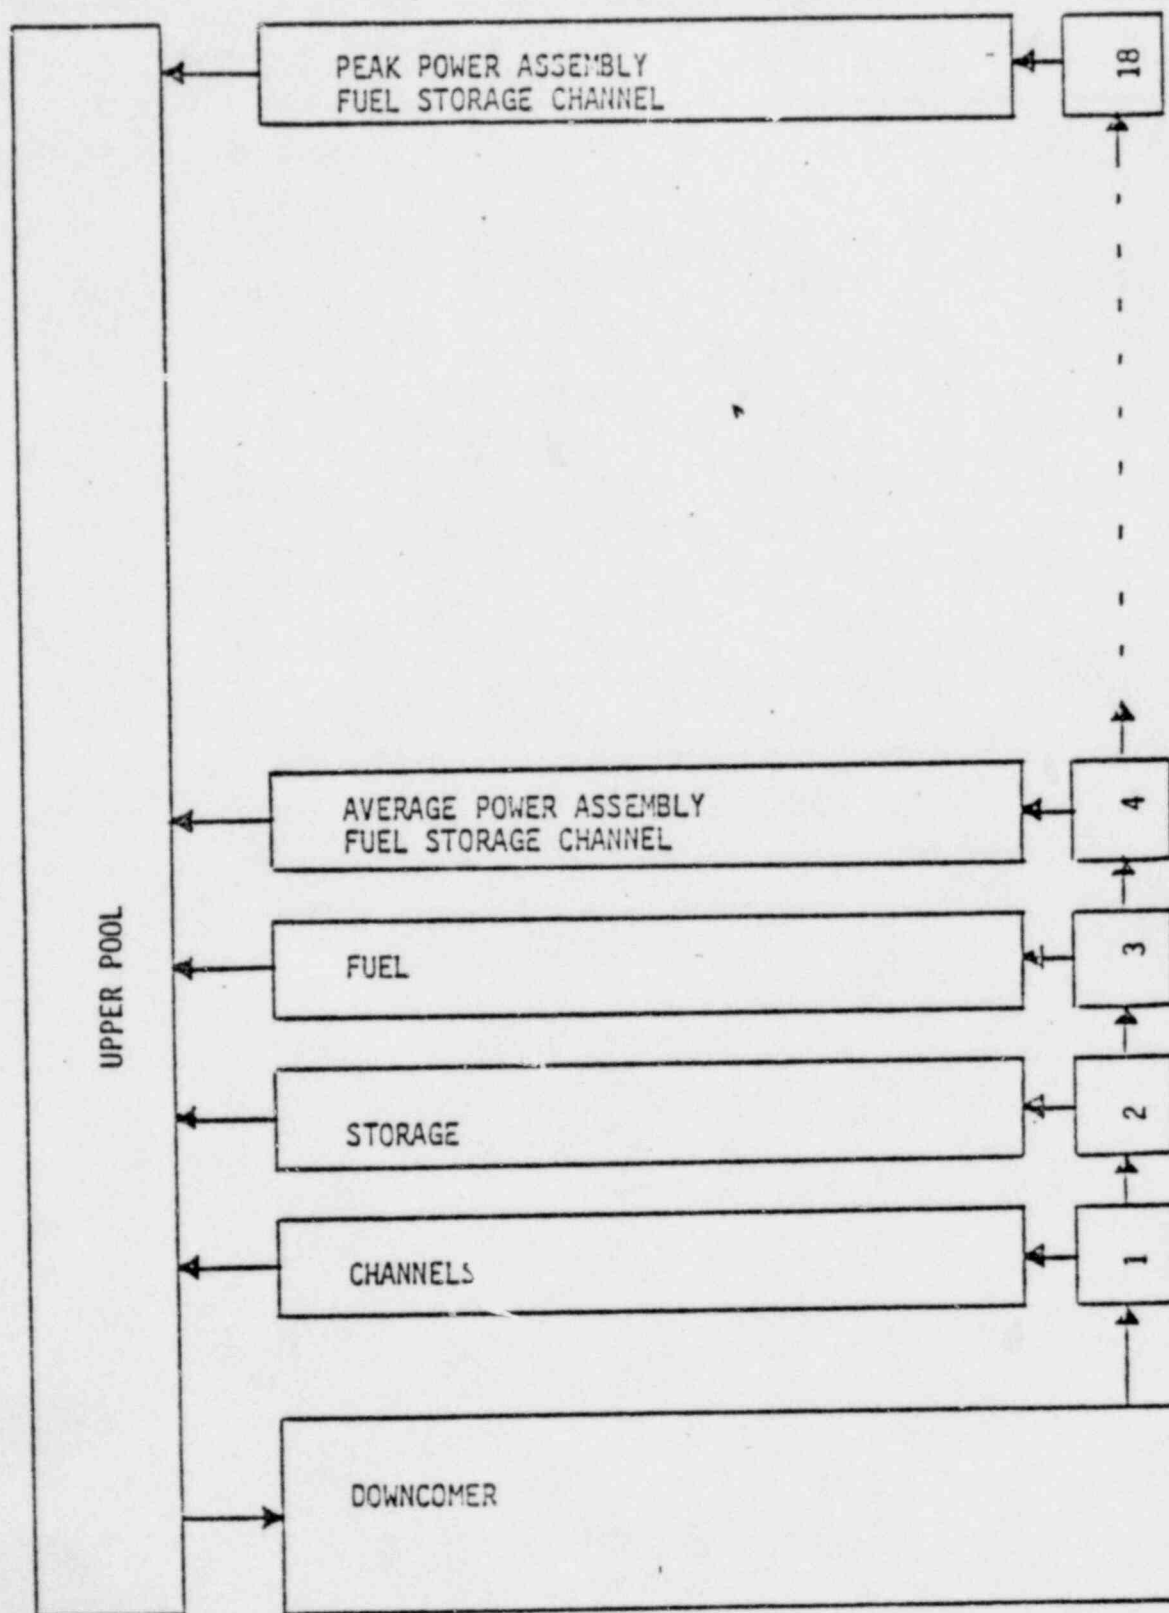 PEAK POWER ASSEMBLY
FUEL STORAGE CHANNEL
18
AVERAGE POWER ASSEMBLY
FUEL STORAGE CHANNEL
4
UPPER POOL
FUEL
3
STORAGE
2
CHANNELS
1
DOWNCOMER